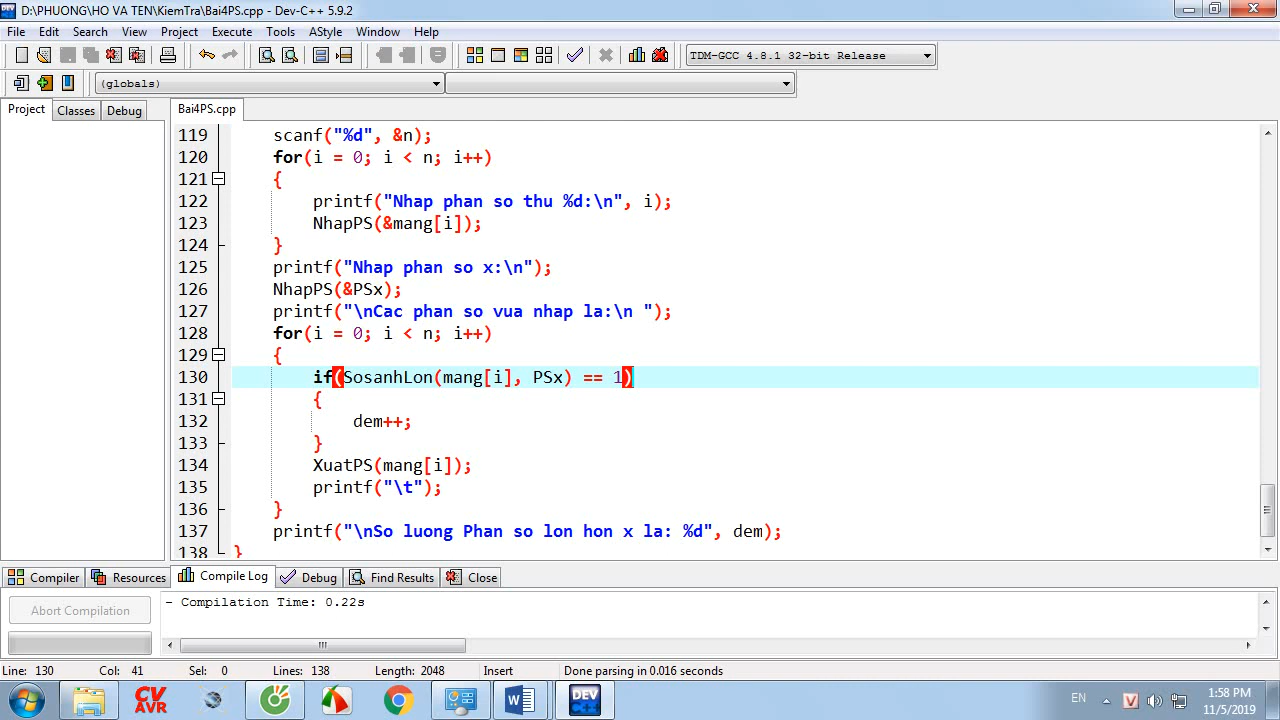 D:\PHUONG\HO VA TEN\KiemTra\Bai4PS.cpp - Dev-C++ 5.9.2
File Edit Search View Project Execute Tools AStyle Window Help
TDM-GCC 4.8.1 32-bit Release
(globals)
Project Classes Debug Bai4PS.cpp
119 scanf("%d", &n);
120 for(i = 0; i < n; i++)
121 {
122 printf("Nhap phan so thu %d:\n", i);
123 NhapPS(&mang[i]);
124 }
125 printf("Nhap phan so x:\n");
126 NhapPS(&PSx);
127 printf("\nCac phan so vua nhap la:\n ");
128 for(i = 0; i < n; i++)
129 {
130 if(SosanhLon(mang[i], PSx) == 1)
131 {
132 dem++;
133 }
134 XuatPS(mang[i]);
135 printf("\t");
136 }
137 printf("\nSo luong Phan so lon hon x la: %d", dem);
138 }
Compiler Resources Compile Log Debug Find Results Close
Abort Compilation
- Compilation Time: 0.22s
Line: 130 Col: 41 Sel: 0 Lines: 138 Length: 2048 Insert Done parsing in 0.016 seconds
CV
AVR
W
DEV
C++
EN
V
1:58 PM
11/5/2019